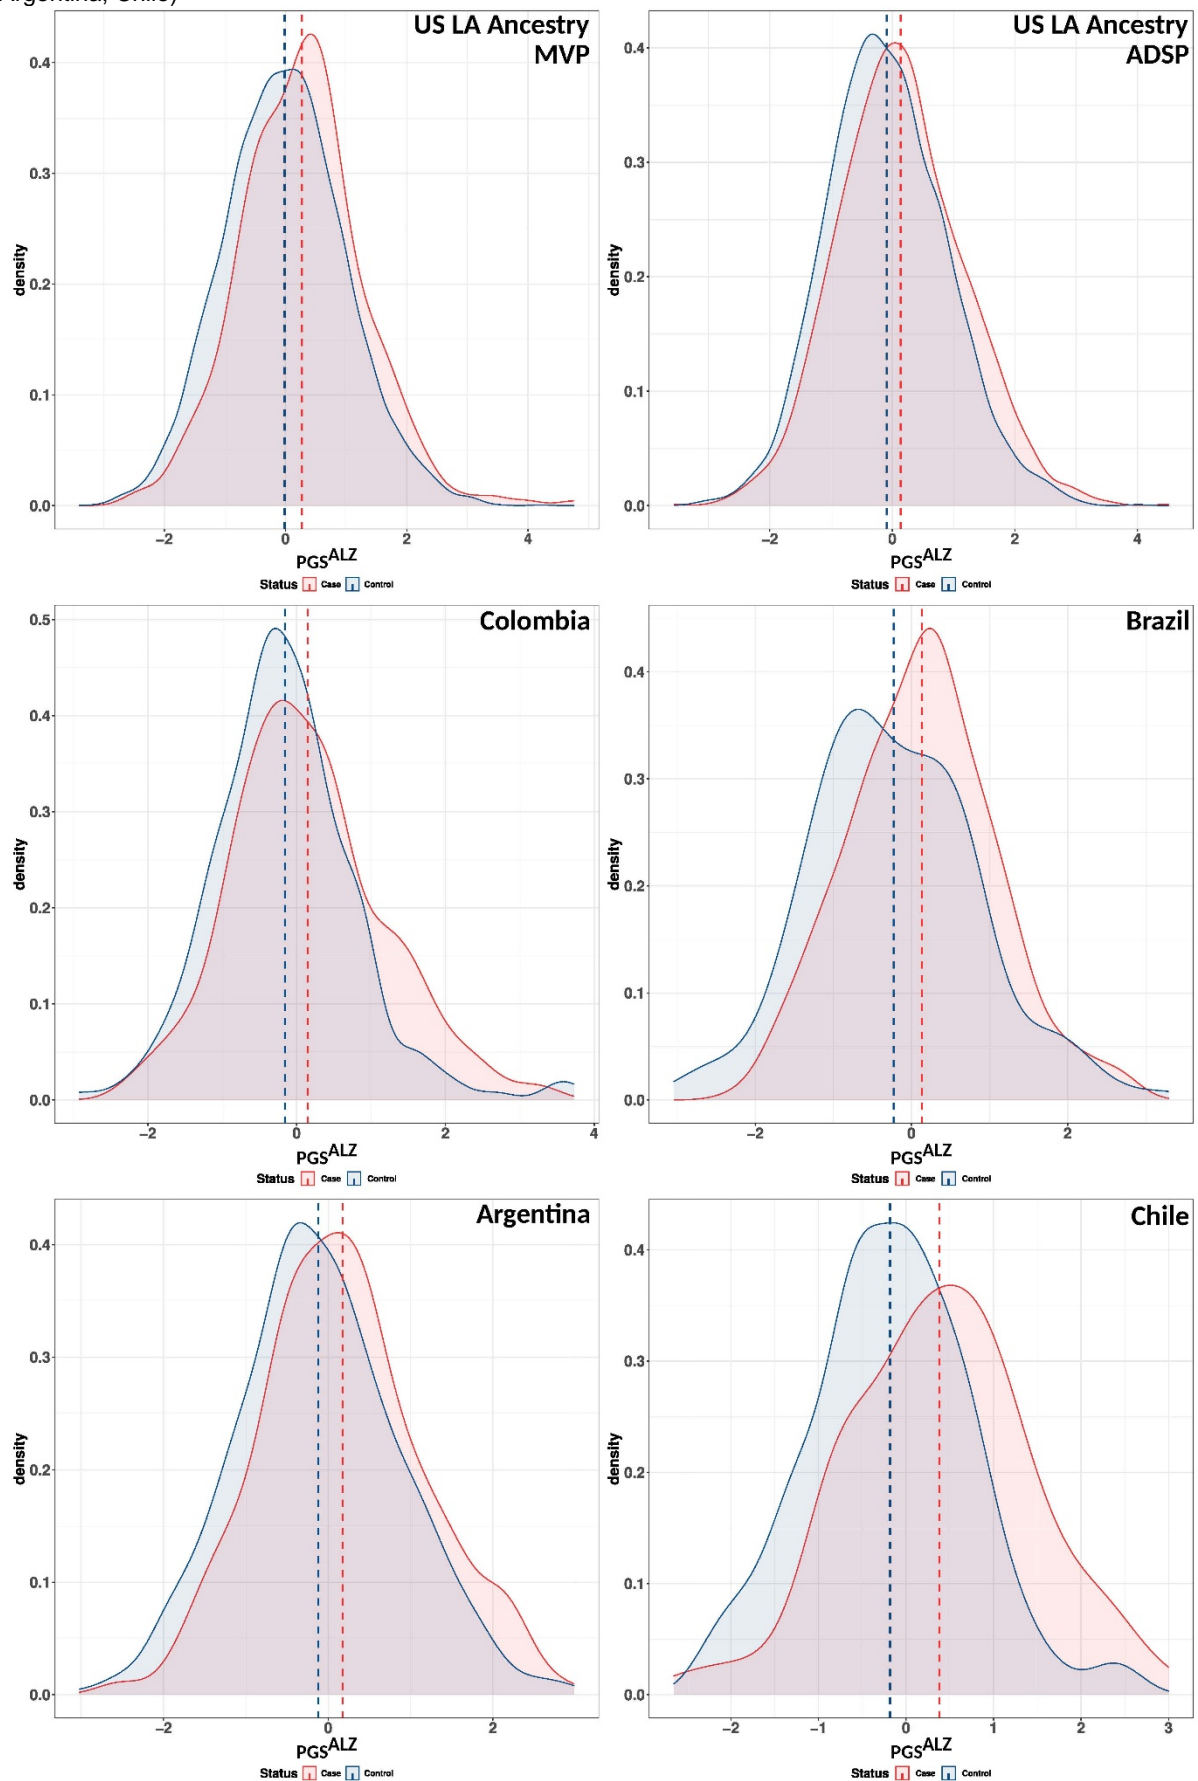 Argentina, Chile)
US LA Ancestry
MVP
0.4
0.3
0.2
0.1
0.0
density
−2 0 2 4
PGS^ALZ
Status Case Control
US LA Ancestry
ADSP
0.4
0.3
0.2
0.1
0.0
density
−2 0 2 4
PGS^ALZ
Status Case Control
Colombia
0.5
0.4
0.3
0.2
0.1
0.0
density
−2 0 2 4
PGS^ALZ
Status Case Control
Brazil
0.4
0.3
0.2
0.1
0.0
density
−2 0 2
PGS^ALZ
Status Case Control
Argentina
0.4
0.3
0.2
0.1
0.0
density
−2 0 2
PGS^ALZ
Status Case Control
Chile
0.4
0.3
0.2
0.1
0.0
density
−2 −1 0 1 2 3
PGS^ALZ
Status Case Control